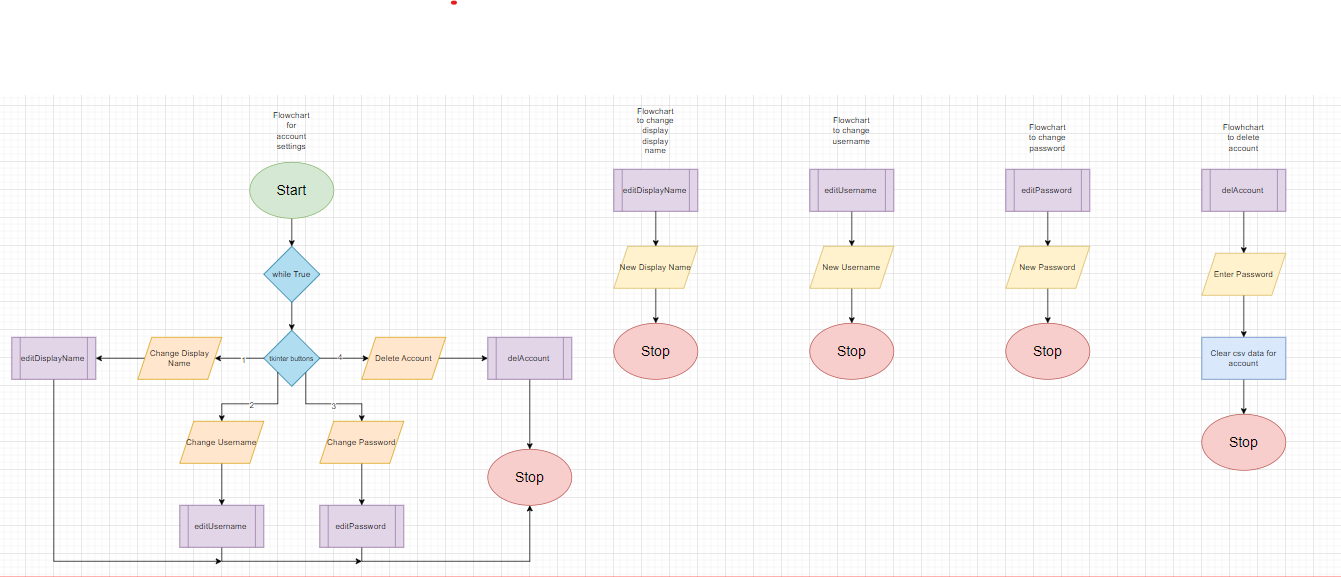 Flowchart
for
account
settings
Start
while True
tkinter buttons
1
Change Display
Name
editDisplayName
2
Change Username
editUsername
3
Change Password
editPassword
4
Delete Account
delAccount
Stop
Flowchart
to change
display
display
name
editDisplayName
New Display Name
Stop
Flowchart
to change
username
editUsername
New Username
Stop
Flowchart
to change
password
editPassword
New Password
Stop
Flowhchart
to delete
account
delAccount
Enter Password
Clear csv data for
account
Stop